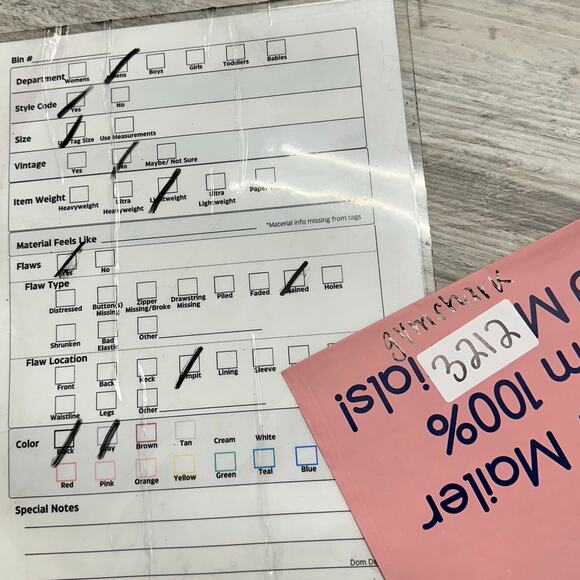 Bin #
Department Womens Mens Boys Girls Toddlers Babies
Style Code Yes No
Size Use Tag Size Use Measurements
Vintage Yes No Maybe/ Not Sure
Item Weight Heavyweight Ultra Heavyweight Lightweight Ultra Lightweight
Material Feels Like *Material info missing from tags
Flaws Yes No
Flaw Type Distressed Button(s) Missing Zipper Missing/Broke Drawstring Missing Piled Faded Stained Holes
Shrunken Bad Elastic Other
Flaw Location Front Back Neck Armpit Lining Sleeve
Waistline Legs Other
Color Black Gray Brown Tan Cream White
Red Pink Orange Yellow Green Teal Blue
Special Notes
gymshark
3212
100%
Mailer